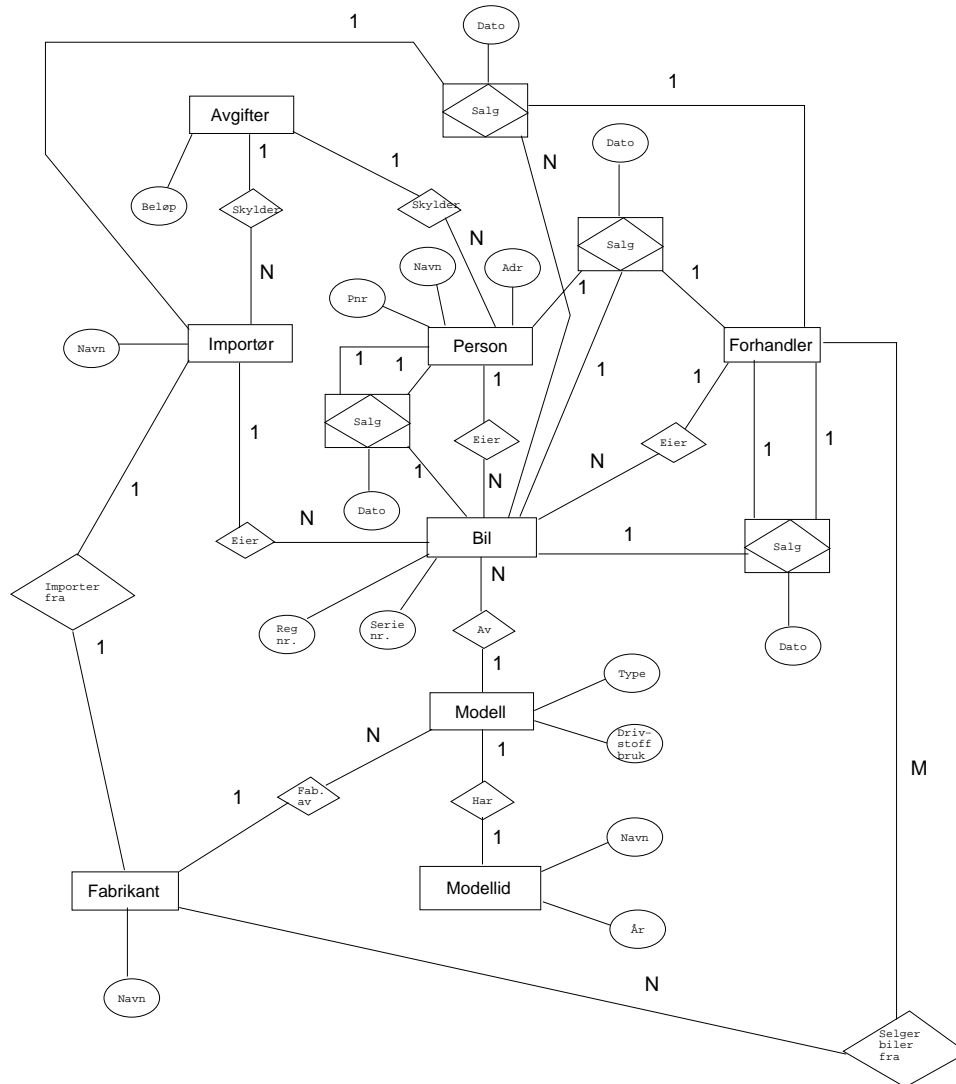 Dato
1
Salg
1
Avgifter
1
1
N
Dato
Beløp
Skylder
Skylder
N
N
Salg
Navn
Adr
Pnr
1
1
Navn
Importør
Person
Forhandler
1
1
1
1
1
Salg
1
Eier
Eier
1
1
1
N
N
Dato
N
Bil
1
Salg
Eier
N
1
Importer
fra
Reg
nr.
Serie
nr.
Av
Dato
1
1
Type
Modell
N
1
Driv-
stoff
bruk
M
1
Fab.
av
Har
1
Navn
Fabrikant
Modellid
År
N
Navn
Selger
biler
fra